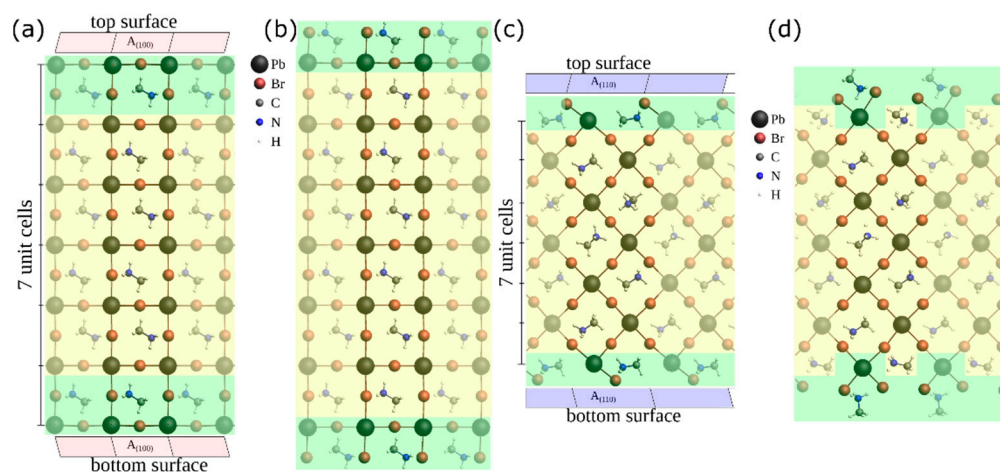 (a)
top surface
A(100)
7 unit cells
A(100)
bottom surface
(b)
Pb
Br
C
N
H
(c)
top surface
A(110)
7 unit cells
A(110)
bottom surface
(d)
Pb
Br
C
N
H